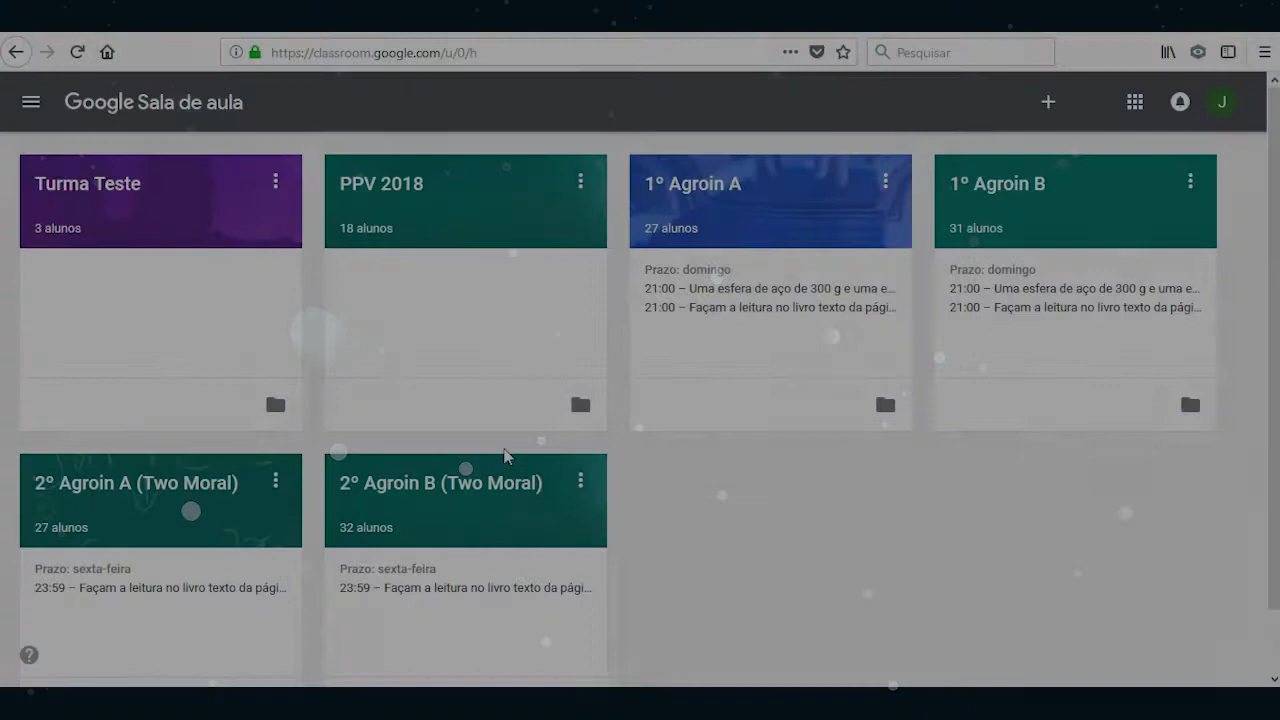 https://classroom.google.com/u/0/h
Pesquisar
Google Sala de aula
J
Turma Teste
3 alunos
PPV 2018
18 alunos
1º Agroin A
27 alunos
Prazo: domingo
21:00 – Uma esfera de aço de 300 g e uma e...
21:00 – Façam a leitura no livro texto da pági...
1º Agroin B
31 alunos
Prazo: domingo
21:00 – Uma esfera de aço de 300 g e uma e...
21:00 – Façam a leitura no livro texto da pági...
2º Agroin A (Two Moral)
27 alunos
Prazo: sexta-feira
23:59 – Façam a leitura no livro texto da pági...
2º Agroin B (Two Moral)
32 alunos
Prazo: sexta-feira
23:59 – Façam a leitura no livro texto da pági...